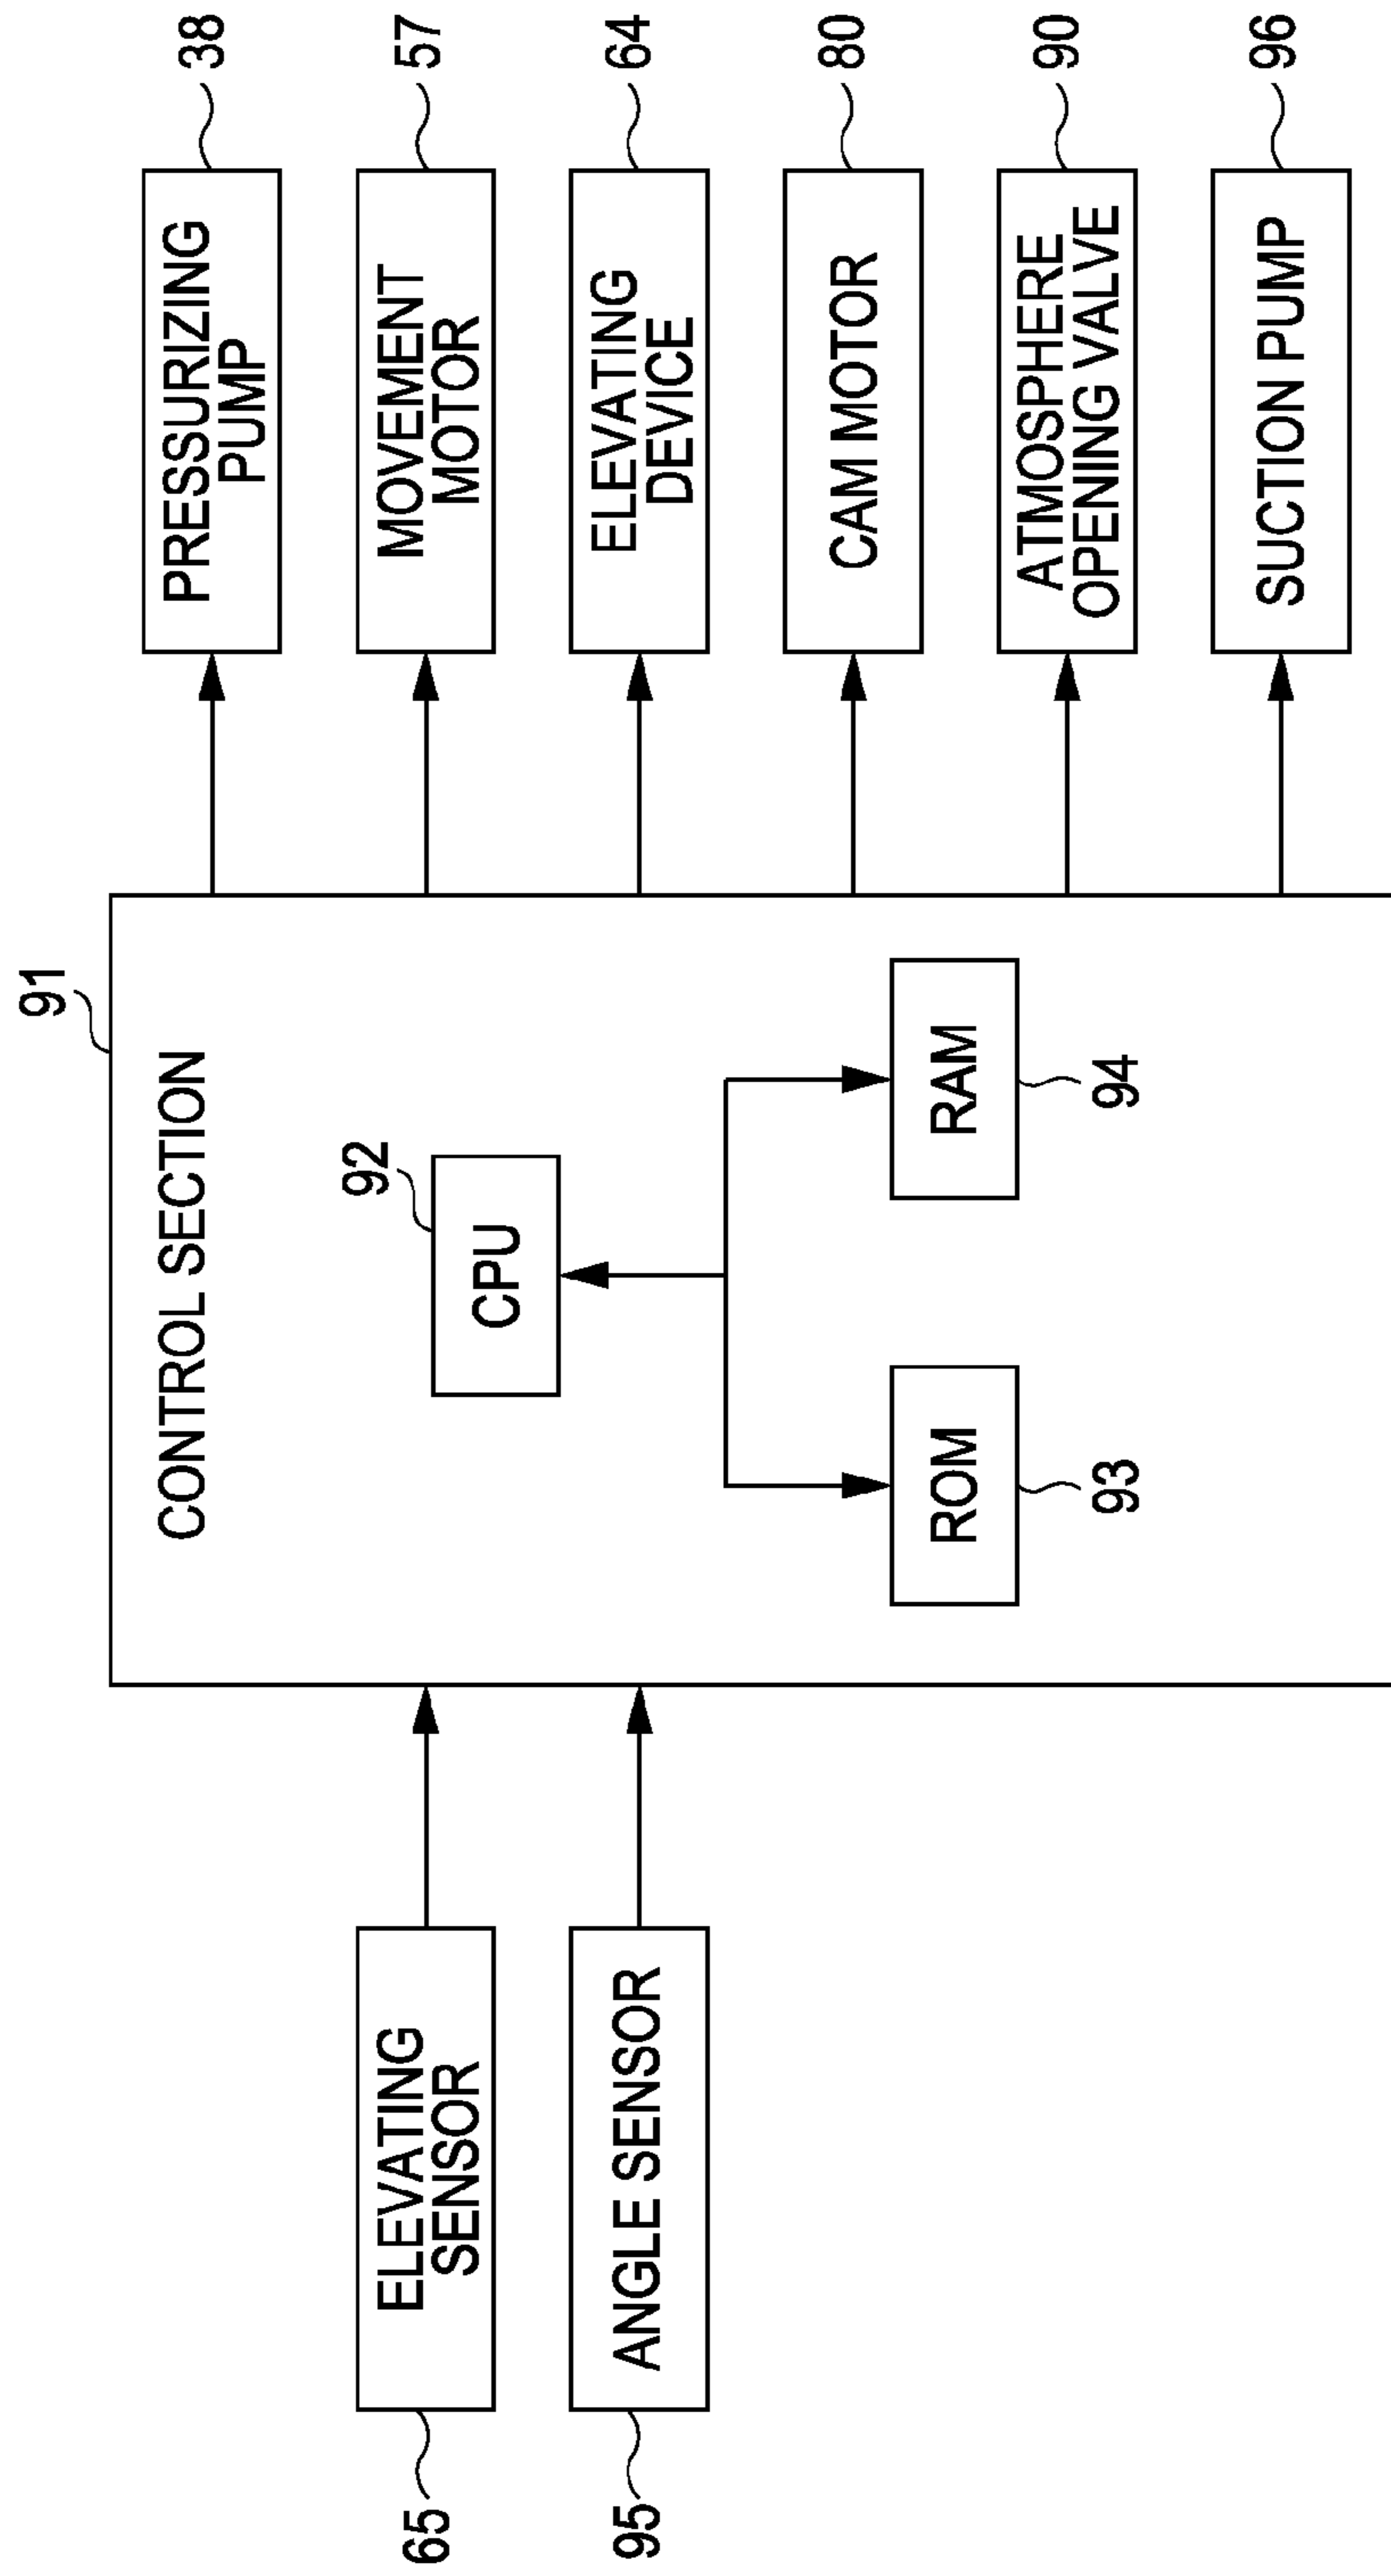 91
CONTROL SECTION
65
ELEVATING
SENSOR
95
ANGLE SENSOR
CPU
92
ROM
93
RAM
94
PRESSURIZING
PUMP
38
MOVEMENT
MOTOR
57
ELEVATING
DEVICE
64
CAM MOTOR
80
ATMOSPHERE
OPENING VALVE
90
SUCTION PUMP
96